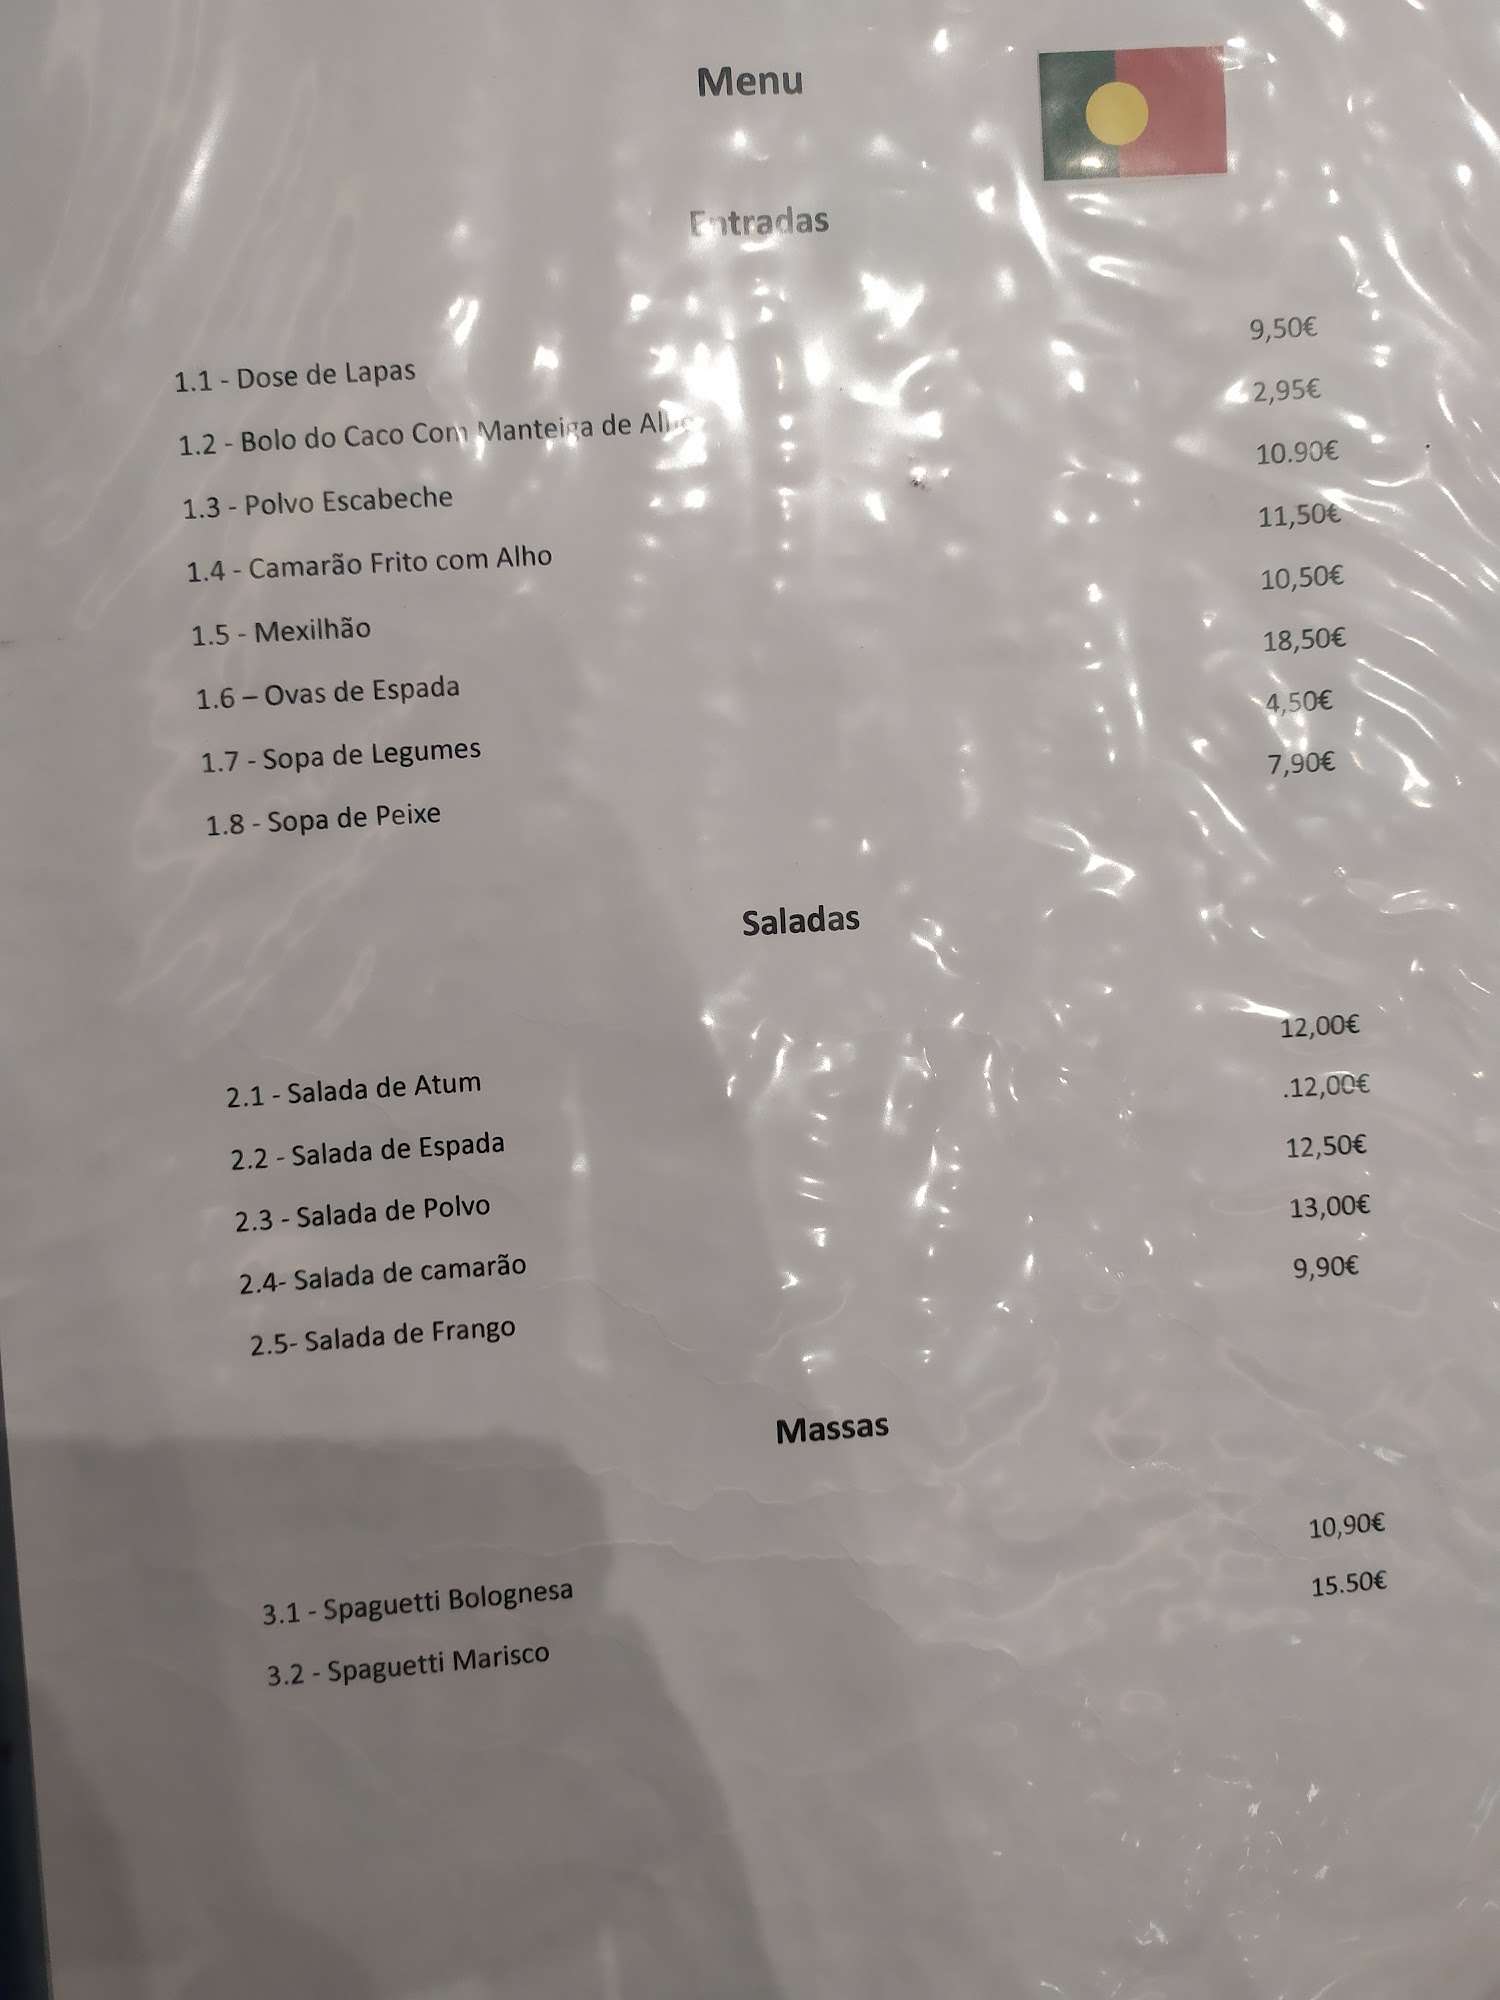 Menu
Entradas
1.1 - Dose de Lapas 9,50€
1.2 - Bolo do Caco Com Manteiga de Alho 2,95€
1.3 - Polvo Escabeche 10.90€
1.4 - Camarão Frito com Alho 11,50€
1.5 - Mexilhão 10,50€
1.6 – Ovas de Espada 18,50€
1.7 - Sopa de Legumes 4,50€
1.8 - Sopa de Peixe 7,90€
Saladas
2.1 - Salada de Atum 12,00€
2.2 - Salada de Espada .12,00€
2.3 - Salada de Polvo 12,50€
2.4- Salada de camarão 13,00€
2.5- Salada de Frango 9,90€
Massas
3.1 - Spaguetti Bolognesa 10,90€
3.2 - Spaguetti Marisco 15.50€